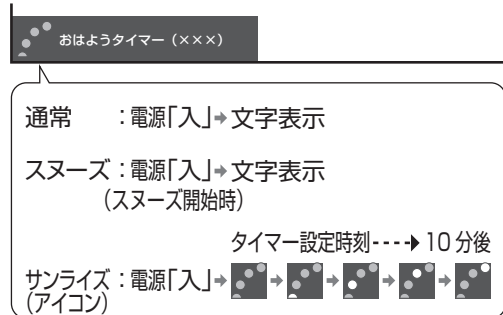 おはようタイマー（×××）
通常　：電源「入」➔文字表示
スヌーズ：電源「入」➔文字表示
（スヌーズ開始時）
タイマー設定時刻----➔10分後
サンライズ：電源「入」➔ ➔ ➔ ➔ ➔
（アイコン）